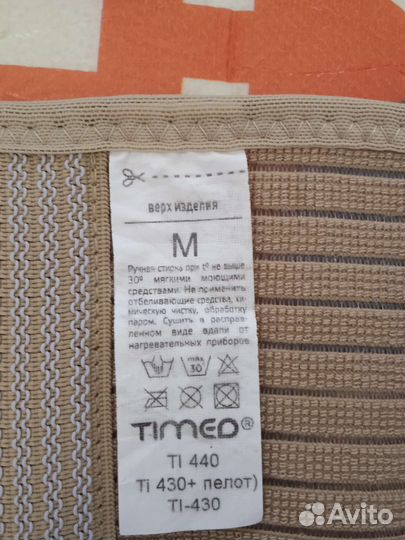 верх изделия
M
Ручная стирка при t° не выше
30° мягкими моющими
средствами. Не применять
отбеливающие средства, хи-
мическую чистку, обработку
паром. Сушить в расправ-
ленном виде вдали от
нагревательных приборов
max
30°
TIMED®
TI 440
Ti 430+ пелот)
TI-430
Avito